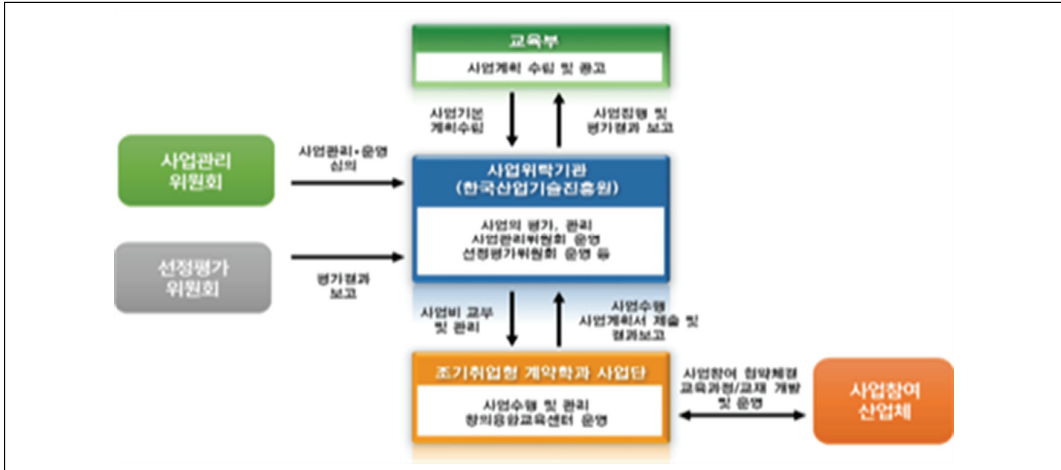 교육부
사업계획 수립 및 공고
사업기본
계획수립
사업집행 및
평가결과 보고
사업관리
위원회
사업관리·운영
심의
사업위탁기관
(한국산업기술진흥원)
사업의 평가, 관리
사업관리위원회 운영
선정평가위원회 운영 등
선정평가
위원회
평가결과
보고
사업비 교부
및 관리
사업수행
사업계획서 제출 및
결과보고
조기취업형 계약학과 사업단
사업수행 및 관리
창의융합교육센터 운영
사업참여 협약체결
교육과정/교재 개발
및 운영
사업참여
산업체